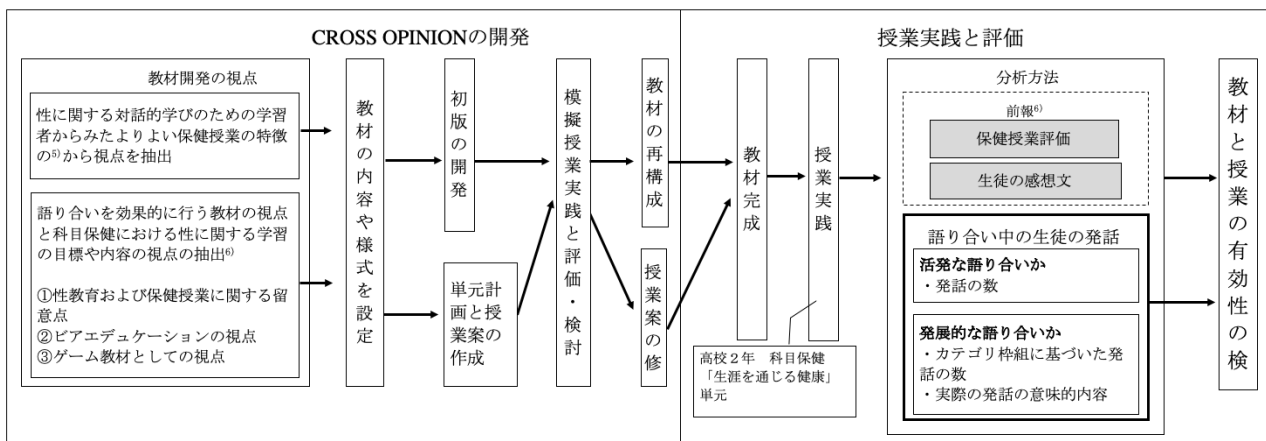 CROSS OPINIONの開発
教材開発の視点
性に関する対話的学びのための学習
者からみたよりよい保健授業の特徴
の5)から視点を抽出
語り合いを効果的に行う教材の視点
と科目保健における性に関する学習
の目標や内容の視点の抽出6)
①性教育および保健授業に関する留
意点
②ピアエデュケーションの視点
③ゲーム教材としての視点
教材の内容や様式を設定
初版の開発
単元計
画と授
業案の
作成
模擬授業実践と評価・検討
教材の再構成
授業案の修
授業実践と評価
教材完成
授業実践
高校２年　科目保健
「生涯を通じる健康」
単元
分析方法
前報6)
保健授業評価
生徒の感想文
語り合い中の生徒の発話
活発な語り合いか
・発話の数
発展的な語り合いか
・カテゴリ枠組に基づいた発
話の数
・実際の発話の意味的内容
教材と授業の有効性の検